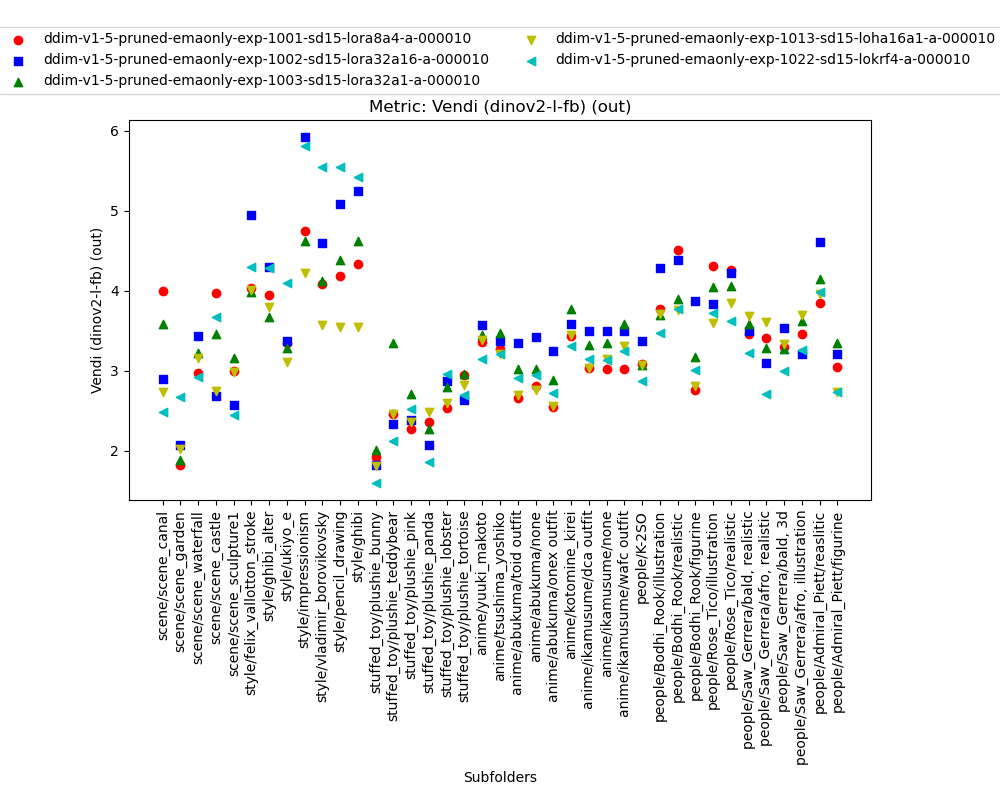 ddim-v1-5-pruned-emaonly-exp-1001-sd15-lora8a4-a-000010
ddim-v1-5-pruned-emaonly-exp-1002-sd15-lora32a16-a-000010
ddim-v1-5-pruned-emaonly-exp-1003-sd15-lora32a1-a-000010
ddim-v1-5-pruned-emaonly-exp-1013-sd15-loha16a1-a-000010
ddim-v1-5-pruned-emaonly-exp-1022-sd15-lokrf4-a-000010
Metric: Vendi (dinov2-l-fb) (out)
Vendi (dinov2-l-fb) (out)
6
5
4
3
2
scene/scene_canal
scene/scene_garden
scene/scene_waterfall
scene/scene_castle
scene/scene_sculpture1
style/felix_vallotton_stroke
style/ghibi_alter
style/ukiyo_e
style/impressionism
style/vladimir_borovikovsky
style/pencil_drawing
style/ghibi
stuffed_toy/plushie_bunny
stuffed_toy/plushie_teddybear
stuffed_toy/plushie_pink
stuffed_toy/plushie_panda
stuffed_toy/plushie_lobster
stuffed_toy/plushie_tortoise
anime/yuuki_makoto
anime/tsushima_yoshiko
anime/abukuma/toid outfit
anime/abukuma/none
anime/abukuma/onex outfit
anime/kotomine_kirei
anime/ikamusume/dca outfit
anime/ikamusume/none
anime/ikamusume/wafc outfit
people/K-2SO
people/Bodhi_Rook/illustration
people/Bodhi_Rook/realistic
people/Bodhi_Rook/figurine
people/Rose_Tico/illustration
people/Rose_Tico/realistic
people/Saw_Gerrera/bald, realistic
people/Saw_Gerrera/afro, realistic
people/Saw_Gerrera/bald, 3d
people/Saw_Gerrera/afro, illustration
people/Admiral_Piett/reaslitic
people/Admiral_Piett/figurine
Subfolders